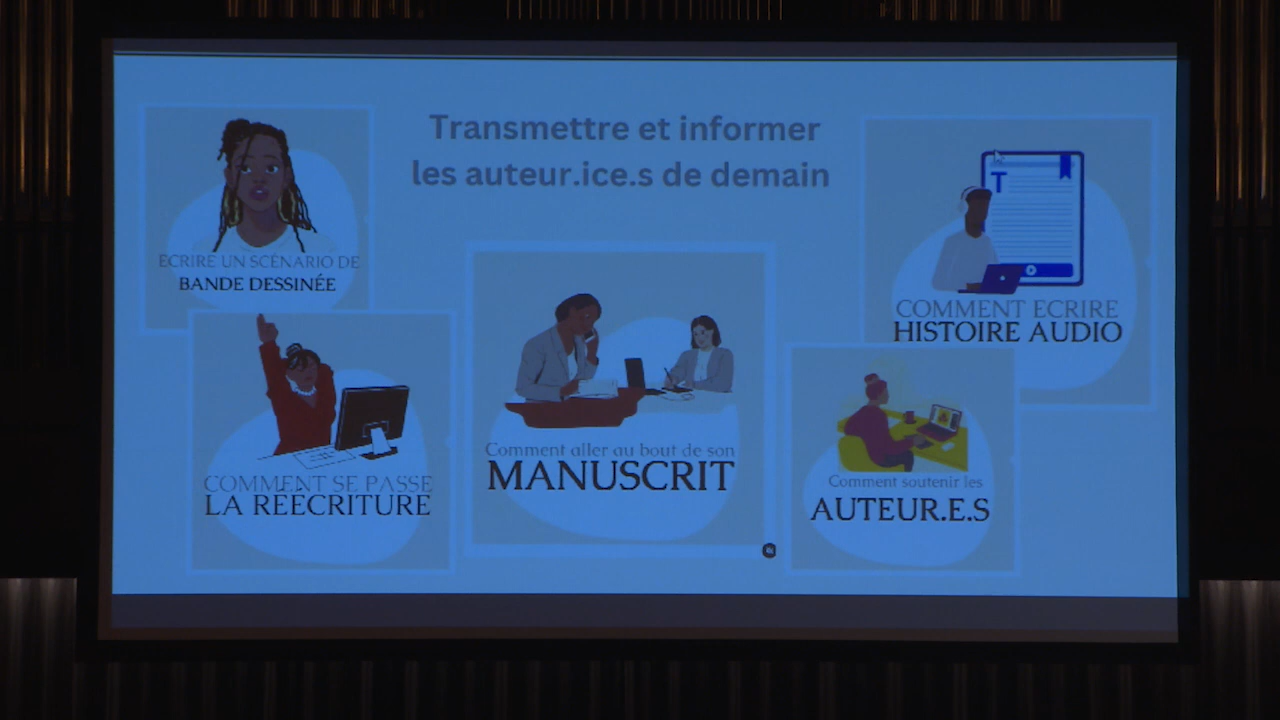 Transmettre et informer
les auteur.ice.s de demain
ECRIRE UN SCÉNARIO DE
BANDE DESSINÉE
COMMENT SE PASSE
LA RÉÉCRITURE
Comment aller au bout de son
MANUSCRIT
T
COMMENT ECRIRE
HISTOIRE AUDIO
Comment soutenir les
AUTEUR.E.S